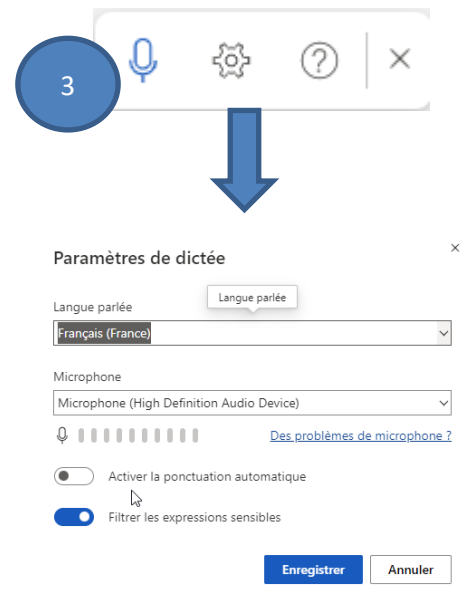 3
?
Paramètres de dictée
Langue parlée
Langue parlée
Français (France)
Microphone
Microphone (High Definition Audio Device)
Des problèmes de microphone ?
Activer la ponctuation automatique
Filtrer les expressions sensibles
Enregistrer Annuler